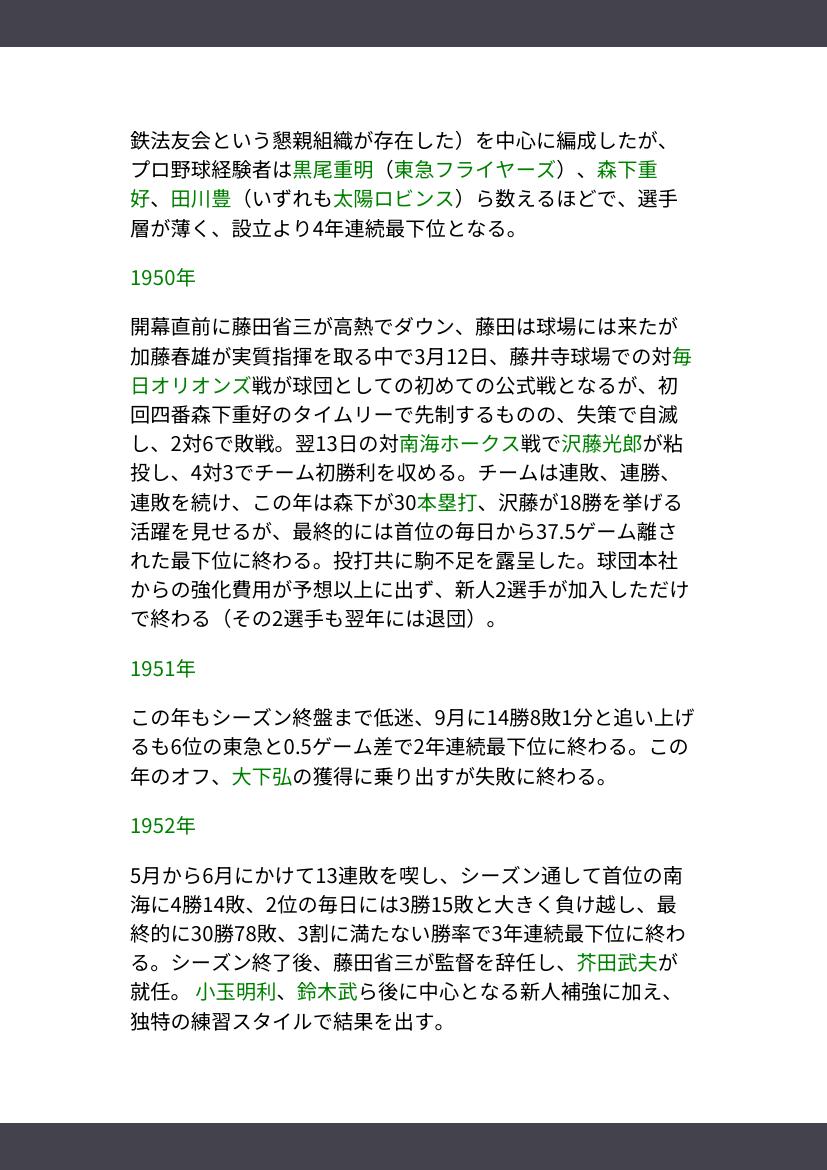 鉄法友会という懇親組織が存在した）を中心に編成したが、
プロ野球経験者は黒尾重明（東急フライヤーズ）、森下重
好、田川豊（いずれも太陽ロビンス）ら数えるほどで、選手
層が薄く、設立より4年連続最下位となる。
1950年
開幕直前に藤田省三が高熱でダウン、藤田は球場には来たが
加藤春雄が実質指揮を取る中で3月12日、藤井寺球場での対毎
日オリオンズ戦が球団としての初めての公式戦となるが、初
回四番森下重好のタイムリーで先制するものの、失策で自滅
し、2対6で敗戦。翌13日の対南海ホークス戦で沢藤光郎が粘
投し、4対3でチーム初勝利を収める。チームは連敗、連勝、
連敗を続け、この年は森下が30本塁打、沢藤が18勝を挙げる
活躍を見せるが、最終的には首位の毎日から37.5ゲーム離さ
れた最下位に終わる。投打共に駒不足を露呈した。球団本社
からの強化費用が予想以上に出ず、新人2選手が加入しただけ
で終わる（その2選手も翌年には退団）。
1951年
この年もシーズン終盤まで低迷、9月に14勝8敗1分と追い上げ
るも6位の東急と0.5ゲーム差で2年連続最下位に終わる。この
年のオフ、大下弘の獲得に乗り出すが失敗に終わる。
1952年
5月から6月にかけて13連敗を喫し、シーズン通して首位の南
海に4勝14敗、2位の毎日には3勝15敗と大きく負け越し、最
終的に30勝78敗、3割に満たない勝率で3年連続最下位に終わ
る。シーズン終了後、藤田省三が監督を辞任し、芥田武夫が
就任。 小玉明利、鈴木武ら後に中心となる新人補強に加え、
独特の練習スタイルで結果を出す。